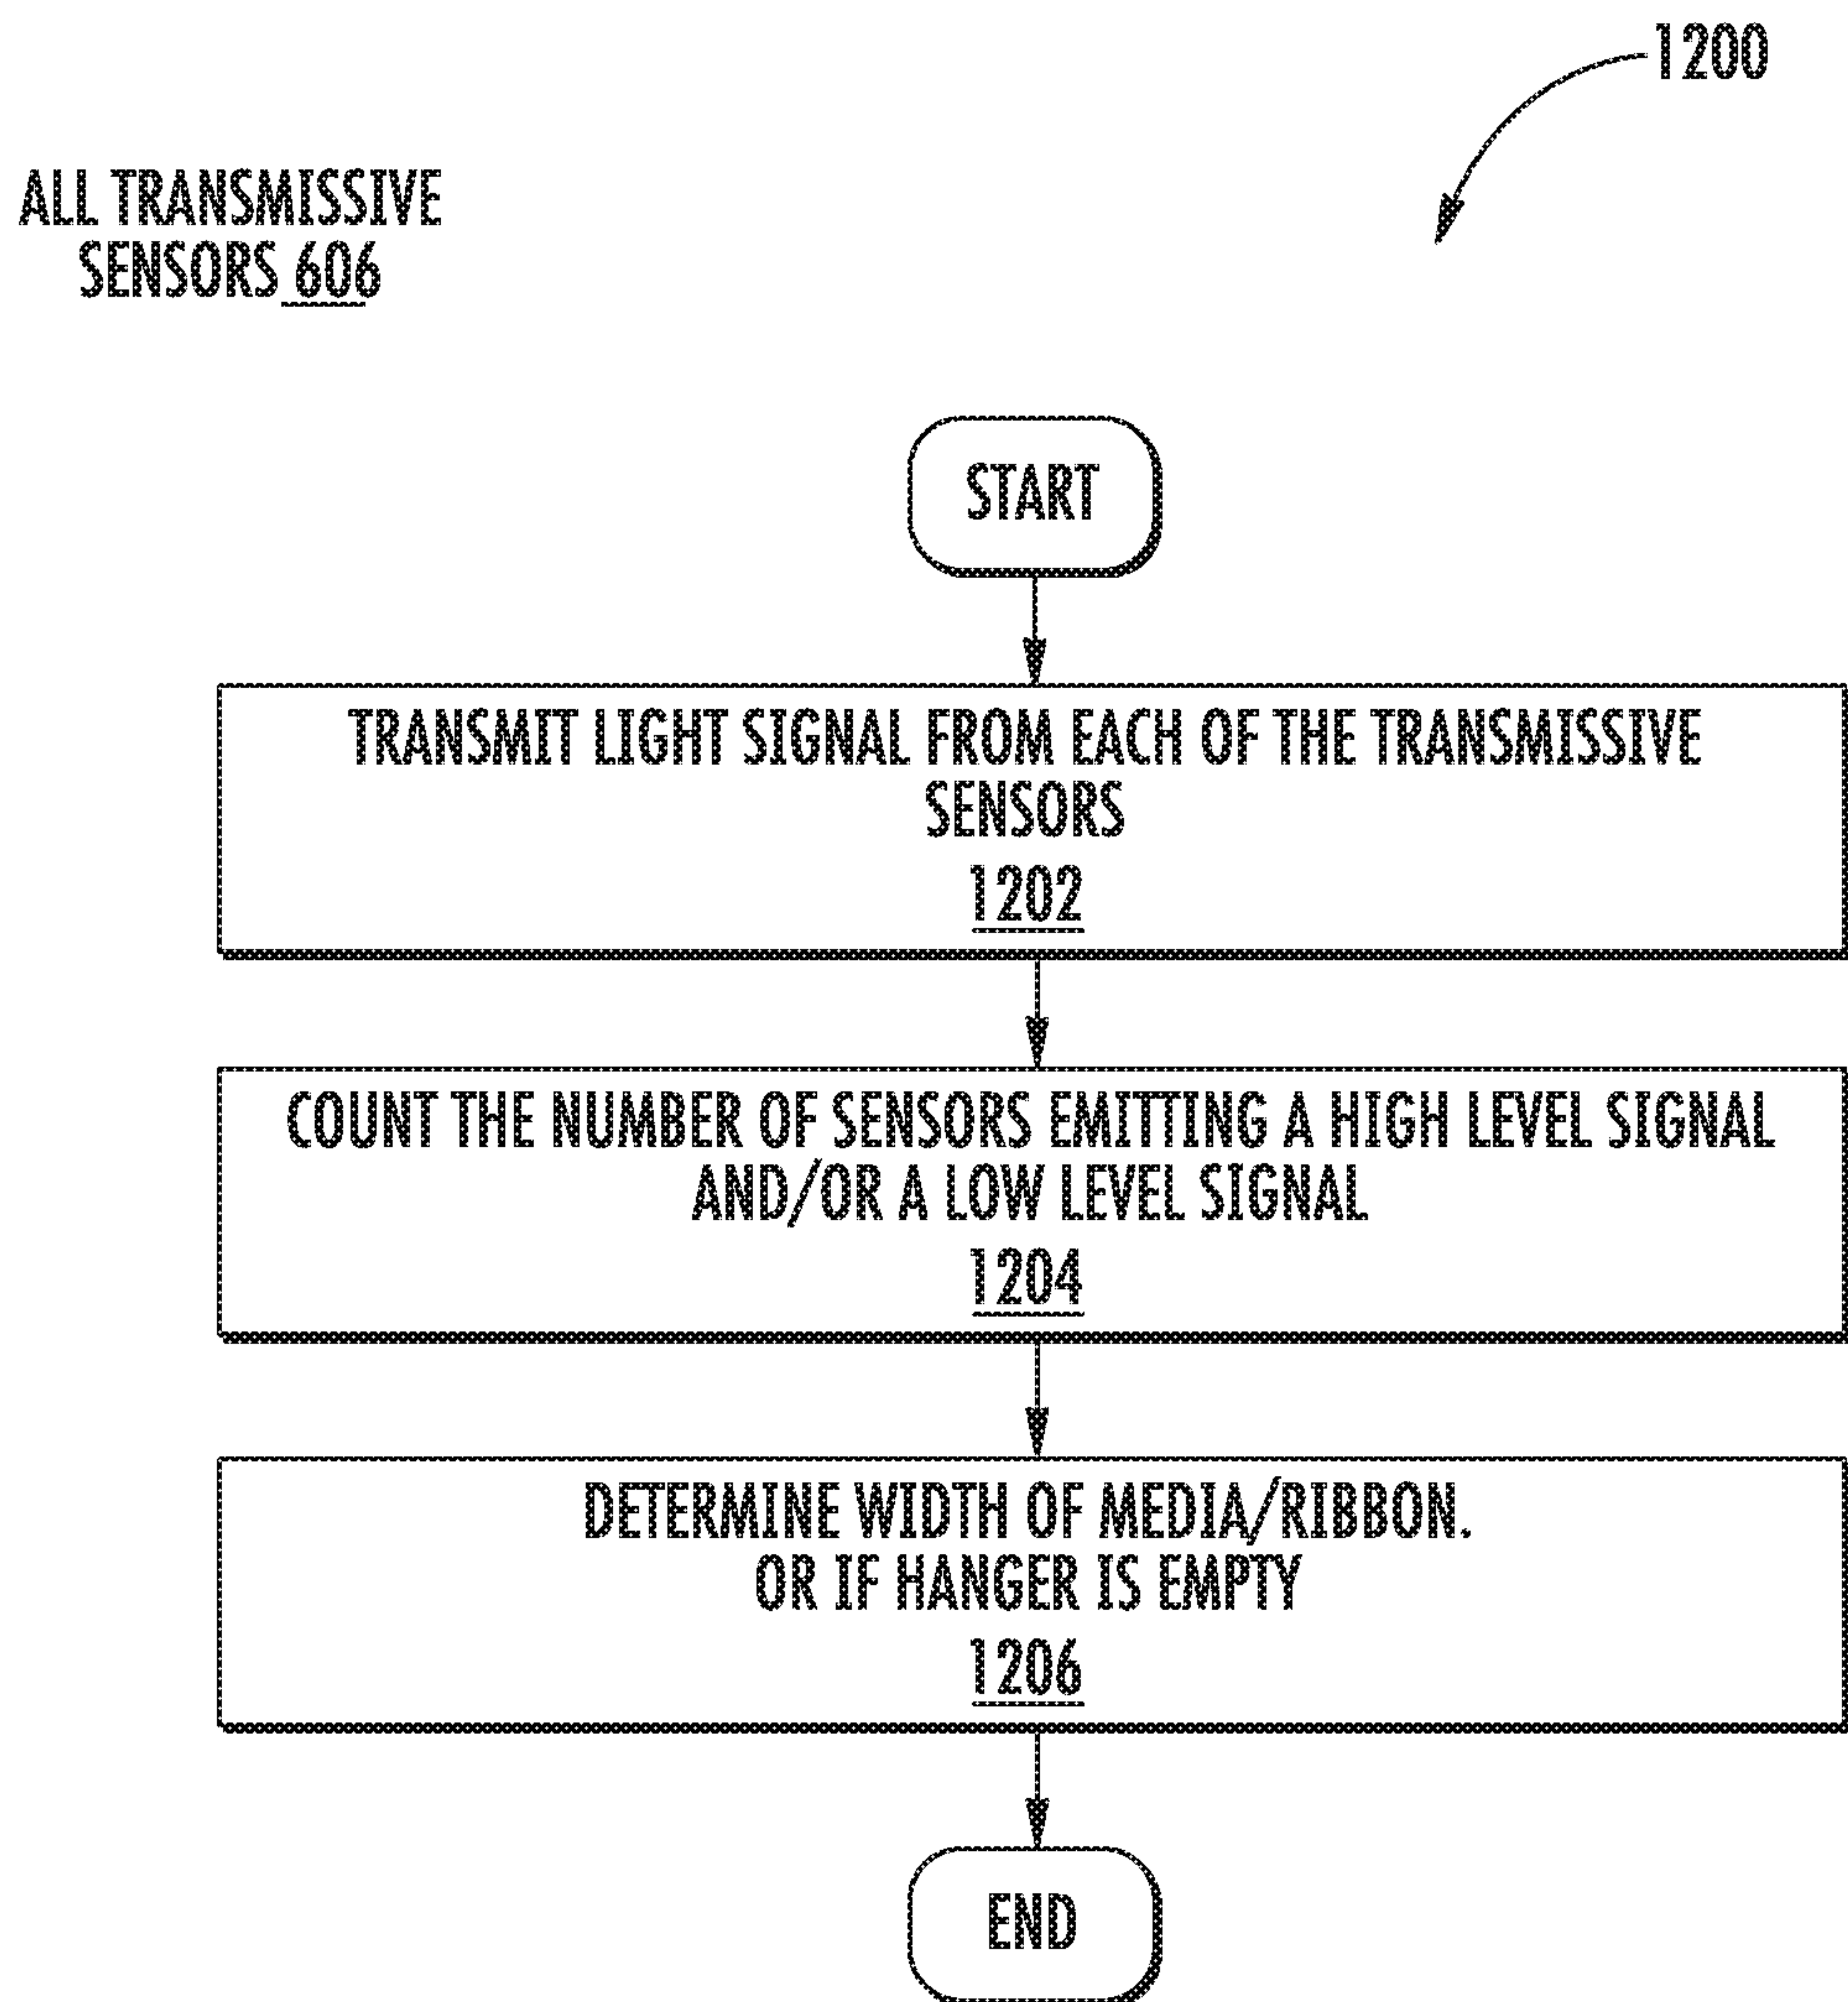 1200
ALL TRANSMISSIVE
SENSORS 606
START
TRANSMIT LIGHT SIGNAL FROM EACH OF THE TRANSMISSIVE
SENSORS
1202
COUNT THE NUMBER OF SENSORS EMITTING A HIGH LEVEL SIGNAL
AND/OR A LOW LEVEL SIGNAL
1204
DETERMINE WIDTH OF MEDIA/RIBBON.
OR IF HANGER IS EMPTY
1206
END